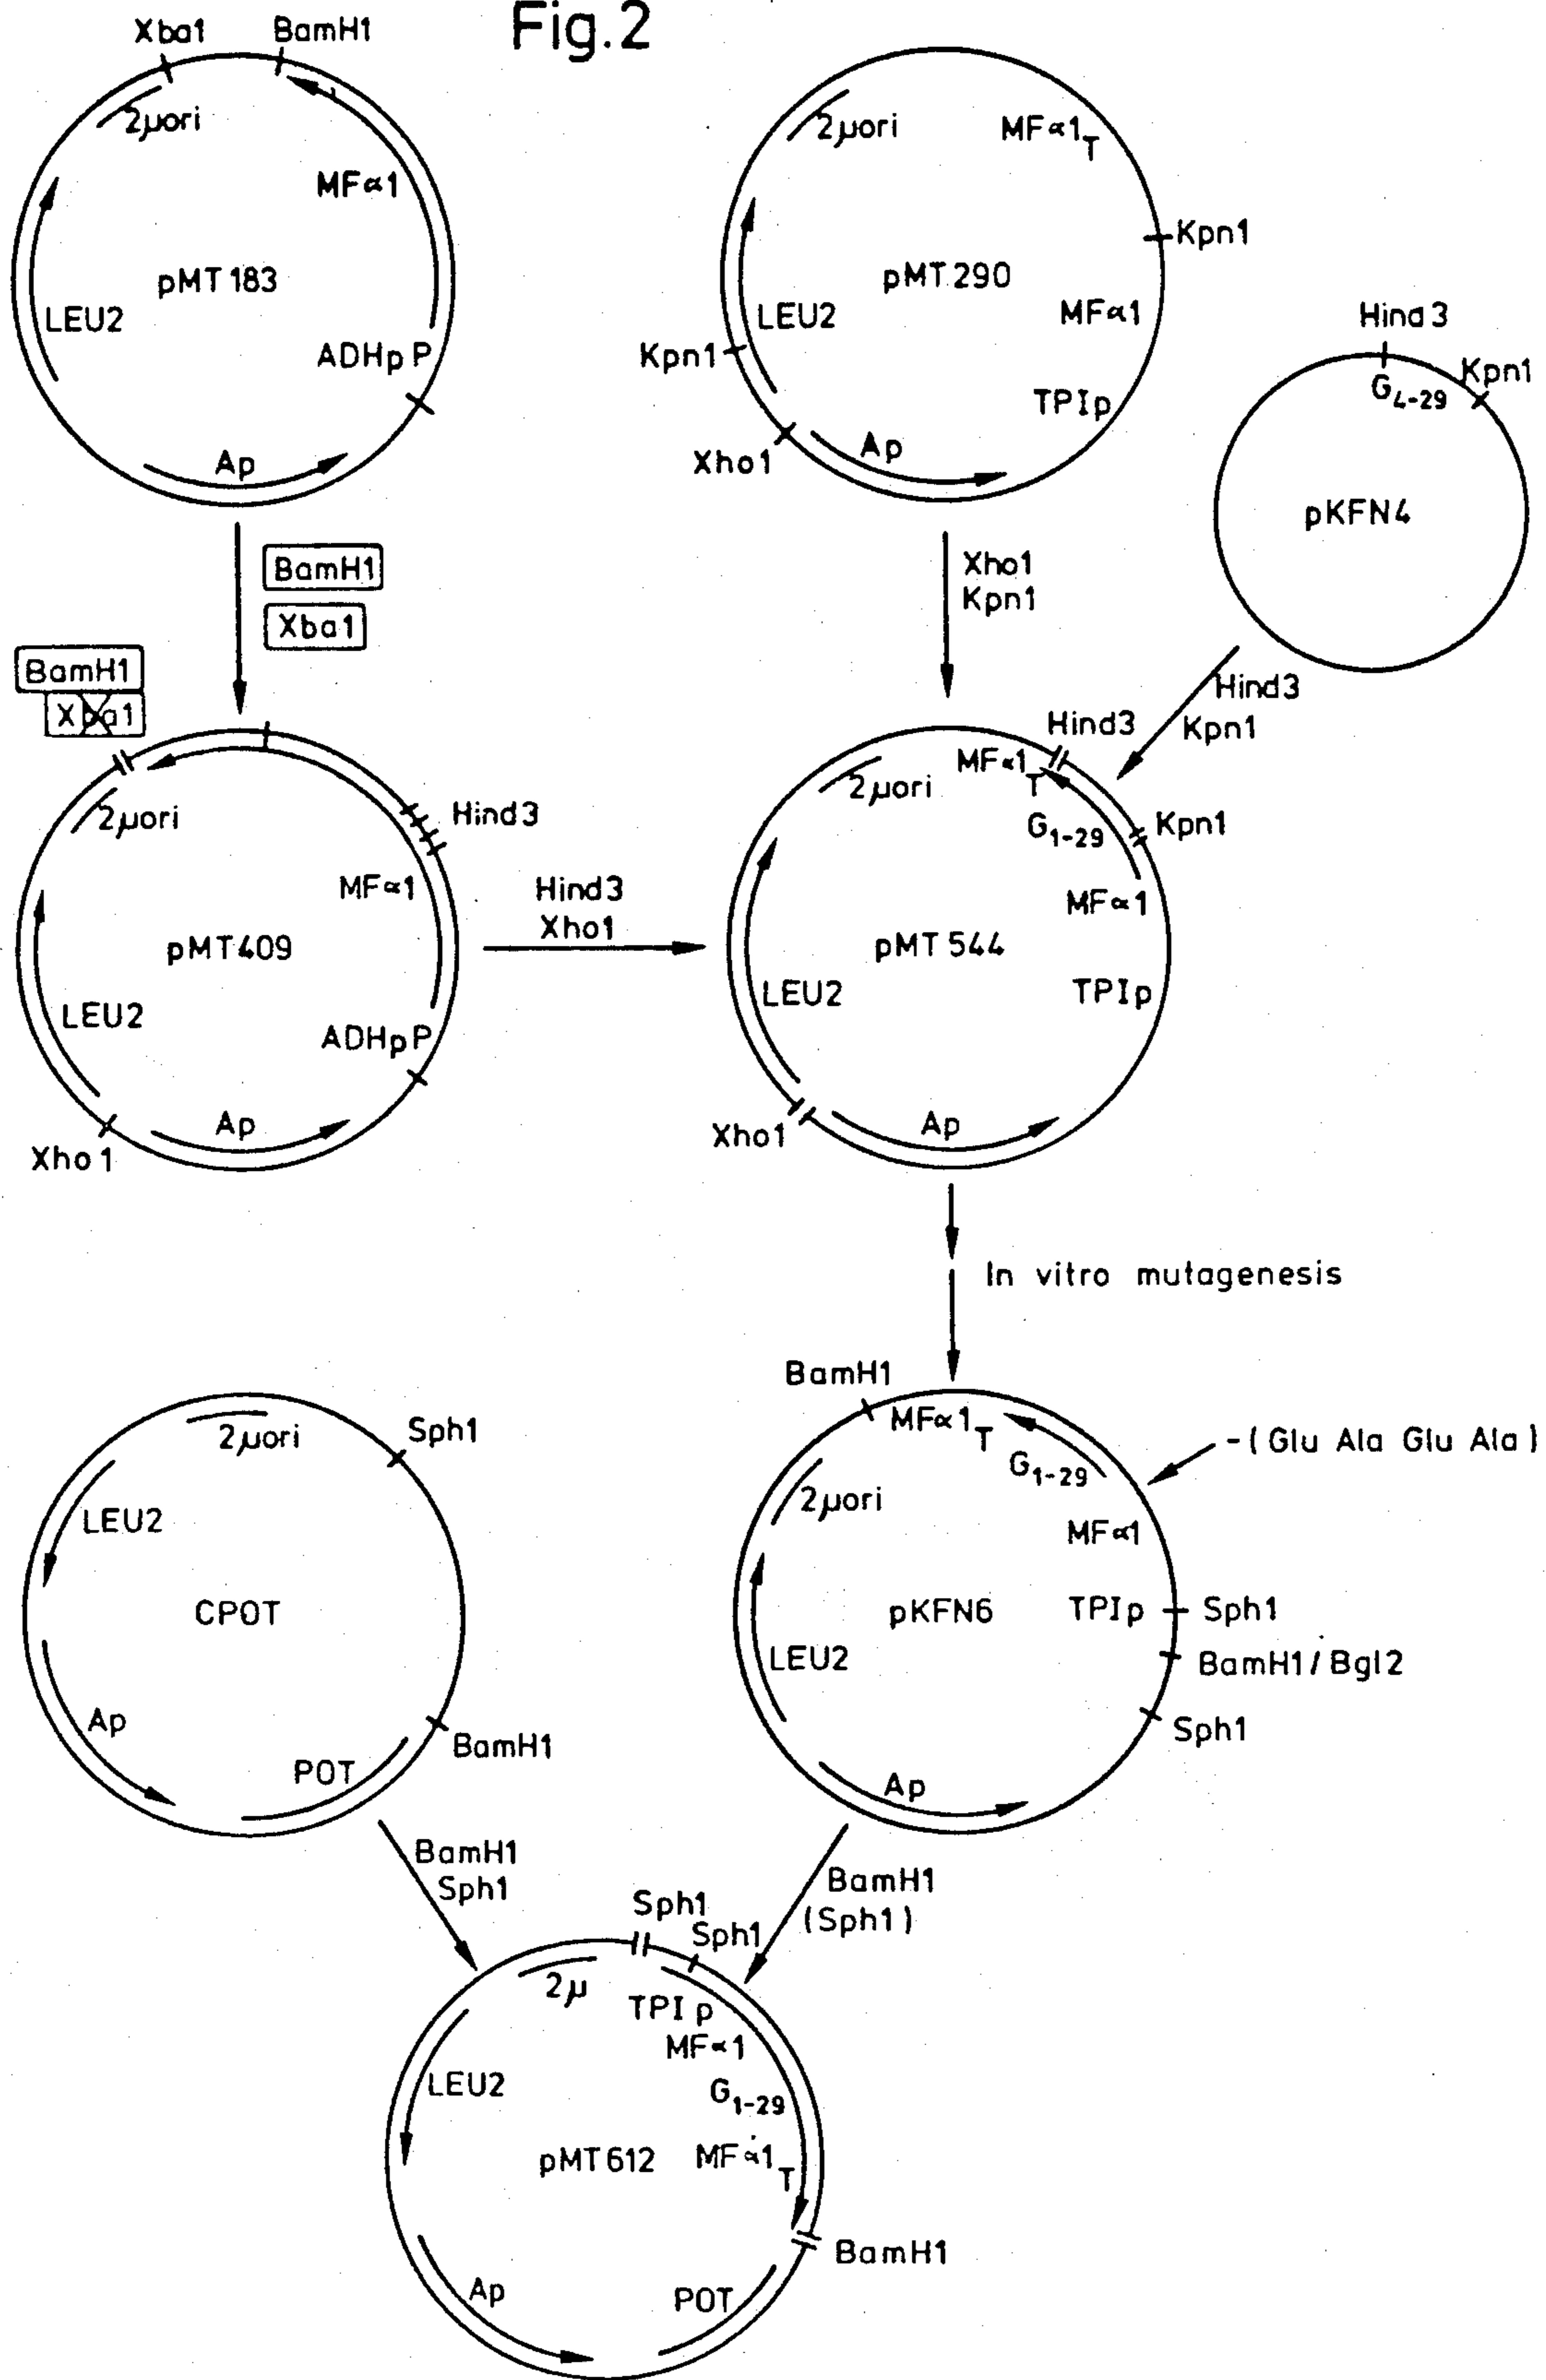 Fig.2
Xba1
BamH1
2μori
MFα1
pMT183
LEU2
ADHpP
Ap
2μori
MFα1T
Kpn1
pMT290
LEU2
MFα1
Kpn1
TPIp
Xho1
Ap
Hind3
Kpn1
G4-29
pKFN4
BamH1
Xba1
Xho1
Kpn1
Hind3
Kpn1
BamH1
Xba1
2μori
Hind3
MFα1
pMT409
LEU2
ADHpP
Ap
Xho1
Hind3
Xho1
Hind3
MFα1T
2μori
G1-29
Kpn1
MFα1
pMT544
LEU2
TPIp
Xho1
Ap
In vitro mutagenesis
2μori
Sph1
LEU2
CPOT
Ap
POT
BamH1
BamH1
MFα1T
G1-29
-(Glu Ala Glu Ala)
2μori
MFα1
pKFN6
TPIp
Sph1
LEU2
BamH1/Bgl2
Sph1
Ap
BamH1
Sph1
BamH1
(Sph1)
Sph1
Sph1
2μ
TPIp
MFα1
LEU2
G1-29
pMT612
MFα1T
BamH1
Ap
POT